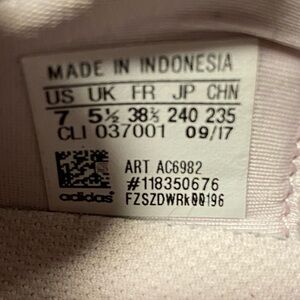 MADE IN INDONESIA
US UK FR JP CHN
7 5½ 38⅔ 240 235
CLI 037001 09/17
ART AC6982
#118350676
adidas